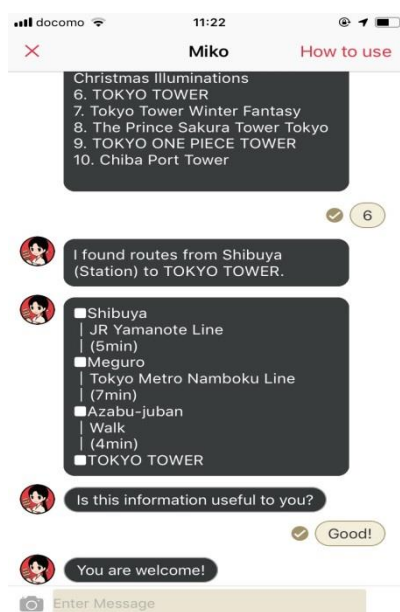 docomo 11:22
Miko How to use
Christmas Illuminations
6. TOKYO TOWER
7. Tokyo Tower Winter Fantasy
8. The Prince Sakura Tower Tokyo
9. TOKYO ONE PIECE TOWER
10. Chiba Port Tower
6
I found routes from Shibuya
(Station) to TOKYO TOWER.
■Shibuya
| JR Yamanote Line
| (5min)
■Meguro
| Tokyo Metro Namboku Line
| (7min)
■Azabu-juban
| Walk
| (4min)
■TOKYO TOWER
Is this information useful to you?
Good!
You are welcome!
Enter Message